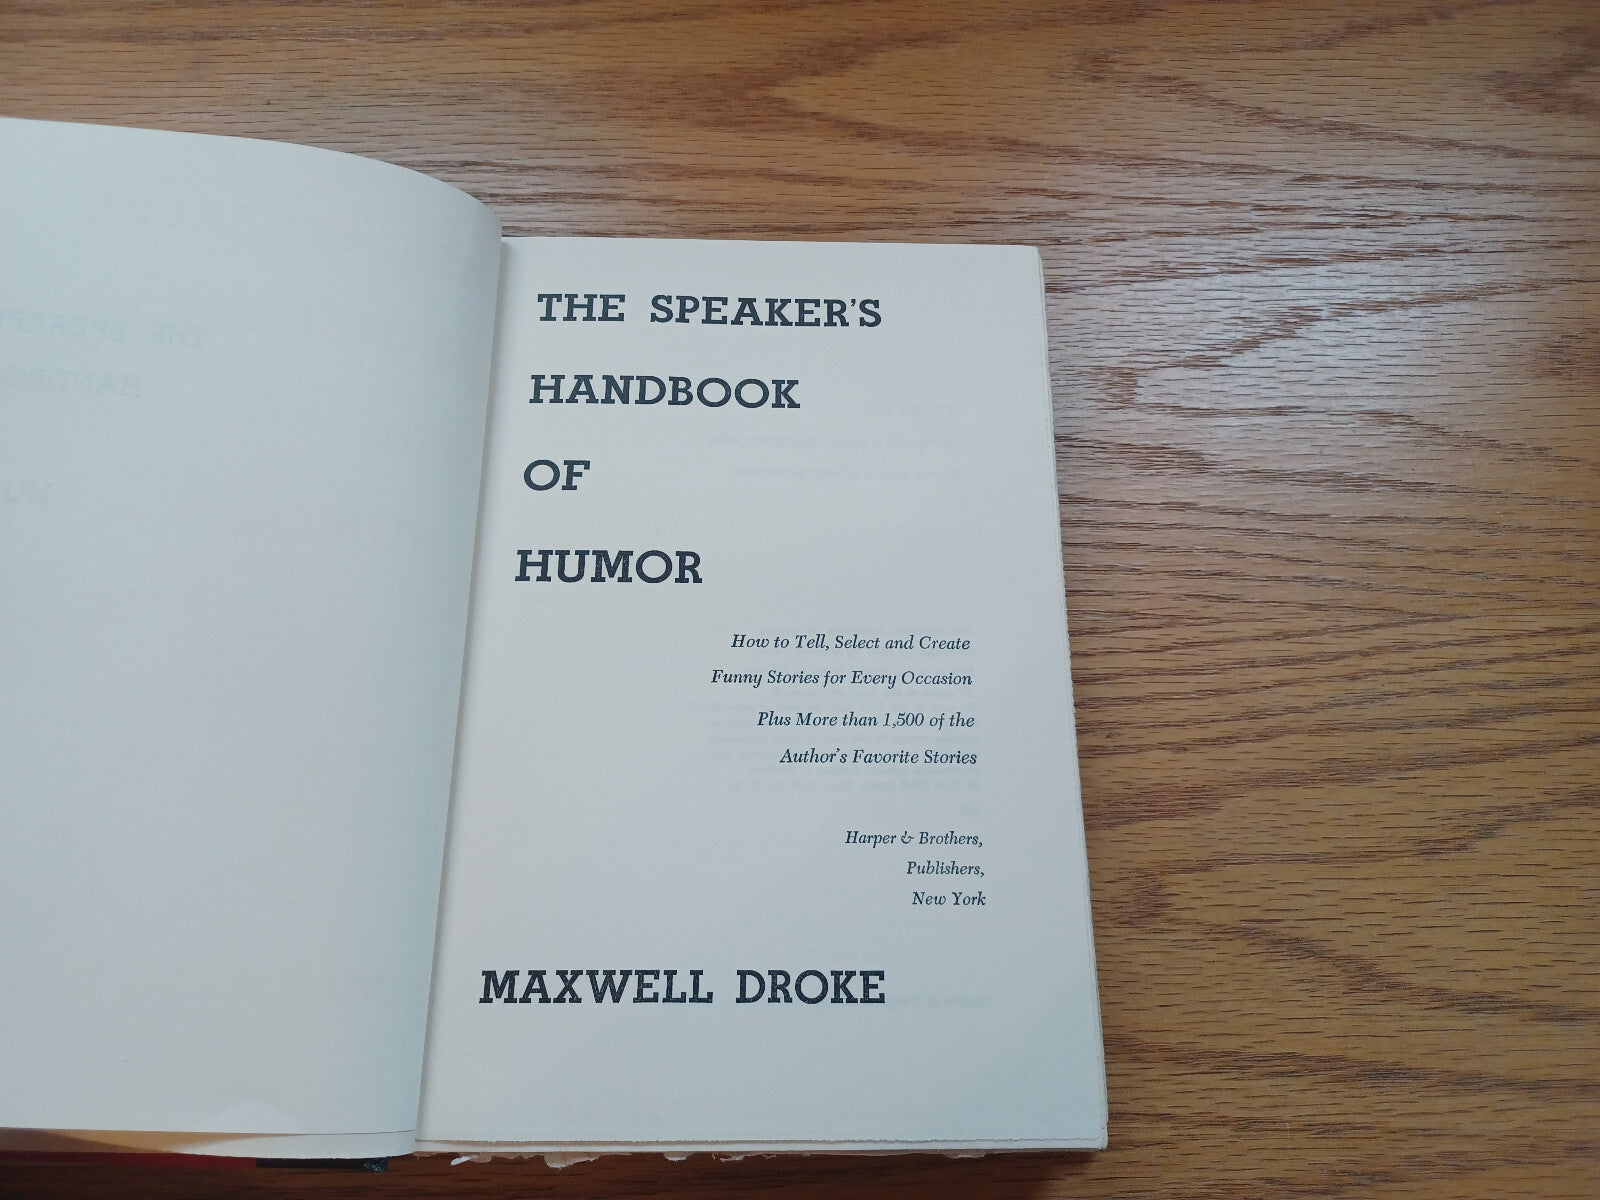 THE SPEAKER'S
HANDBOOK
OF
HUMOR
How to Tell, Select and Create
Funny Stories for Every Occasion
Plus More than 1,500 of the
Author's Favorite Stories
Harper & Brothers,
Publishers,
New York
MAXWELL DROKE